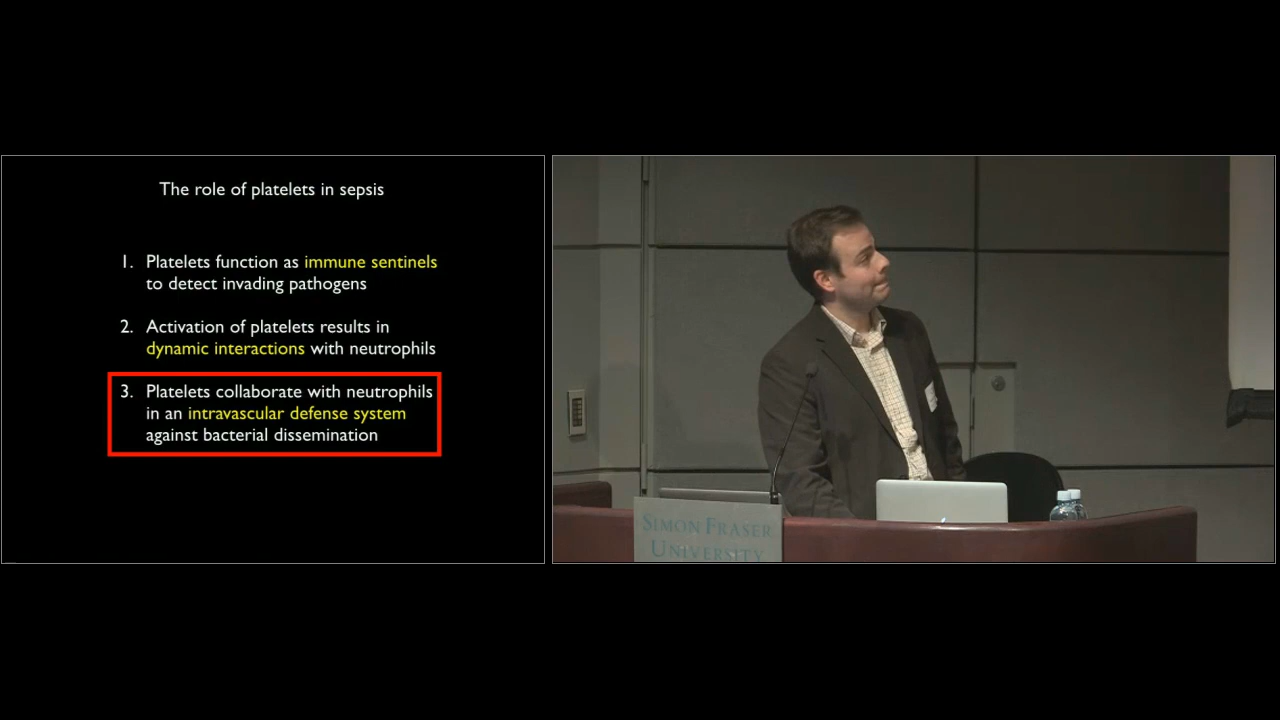 The role of platelets in sepsis
1. Platelets function as immune sentinels
to detect invading pathogens
2. Activation of platelets results in
dynamic interactions with neutrophils
3. Platelets collaborate with neutrophils
in an intravascular defense system
against bacterial dissemination
SIMON FRASER
UNIVERSITY